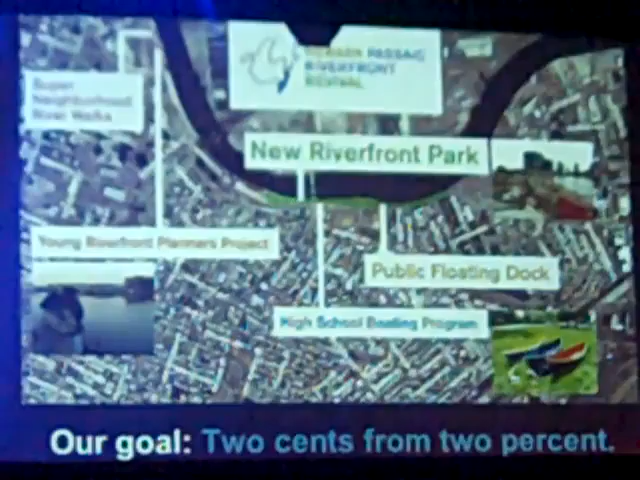 NEWARK PASSAIC
RIVERFRONT
REVIVAL
Super
Neighborhood
River Walks
New Riverfront Park
Young Riverfront Planners Project
Public Floating Dock
High School Boating Program
Our goal: Two cents from two percent.